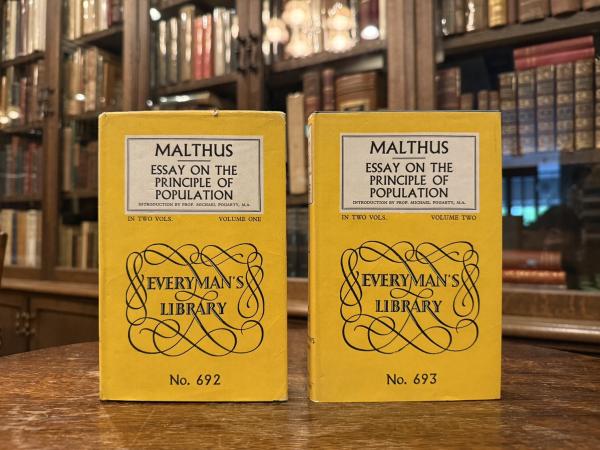 MALTHUS
ESSAY ON THE
PRINCIPLE OF
POPULATION
INTRODUCTION BY PROF. MICHAEL FOGARTY, M.A.
IN TWO VOLS. VOLUME ONE
EVERYMAN'S
LIBRARY
No. 692
MALTHUS
ESSAY ON THE
PRINCIPLE OF
POPULATION
INTRODUCTION BY PROF. MICHAEL FOGARTY, M.A.
IN TWO VOLS. VOLUME TWO
EVERYMAN'S
LIBRARY
No. 693